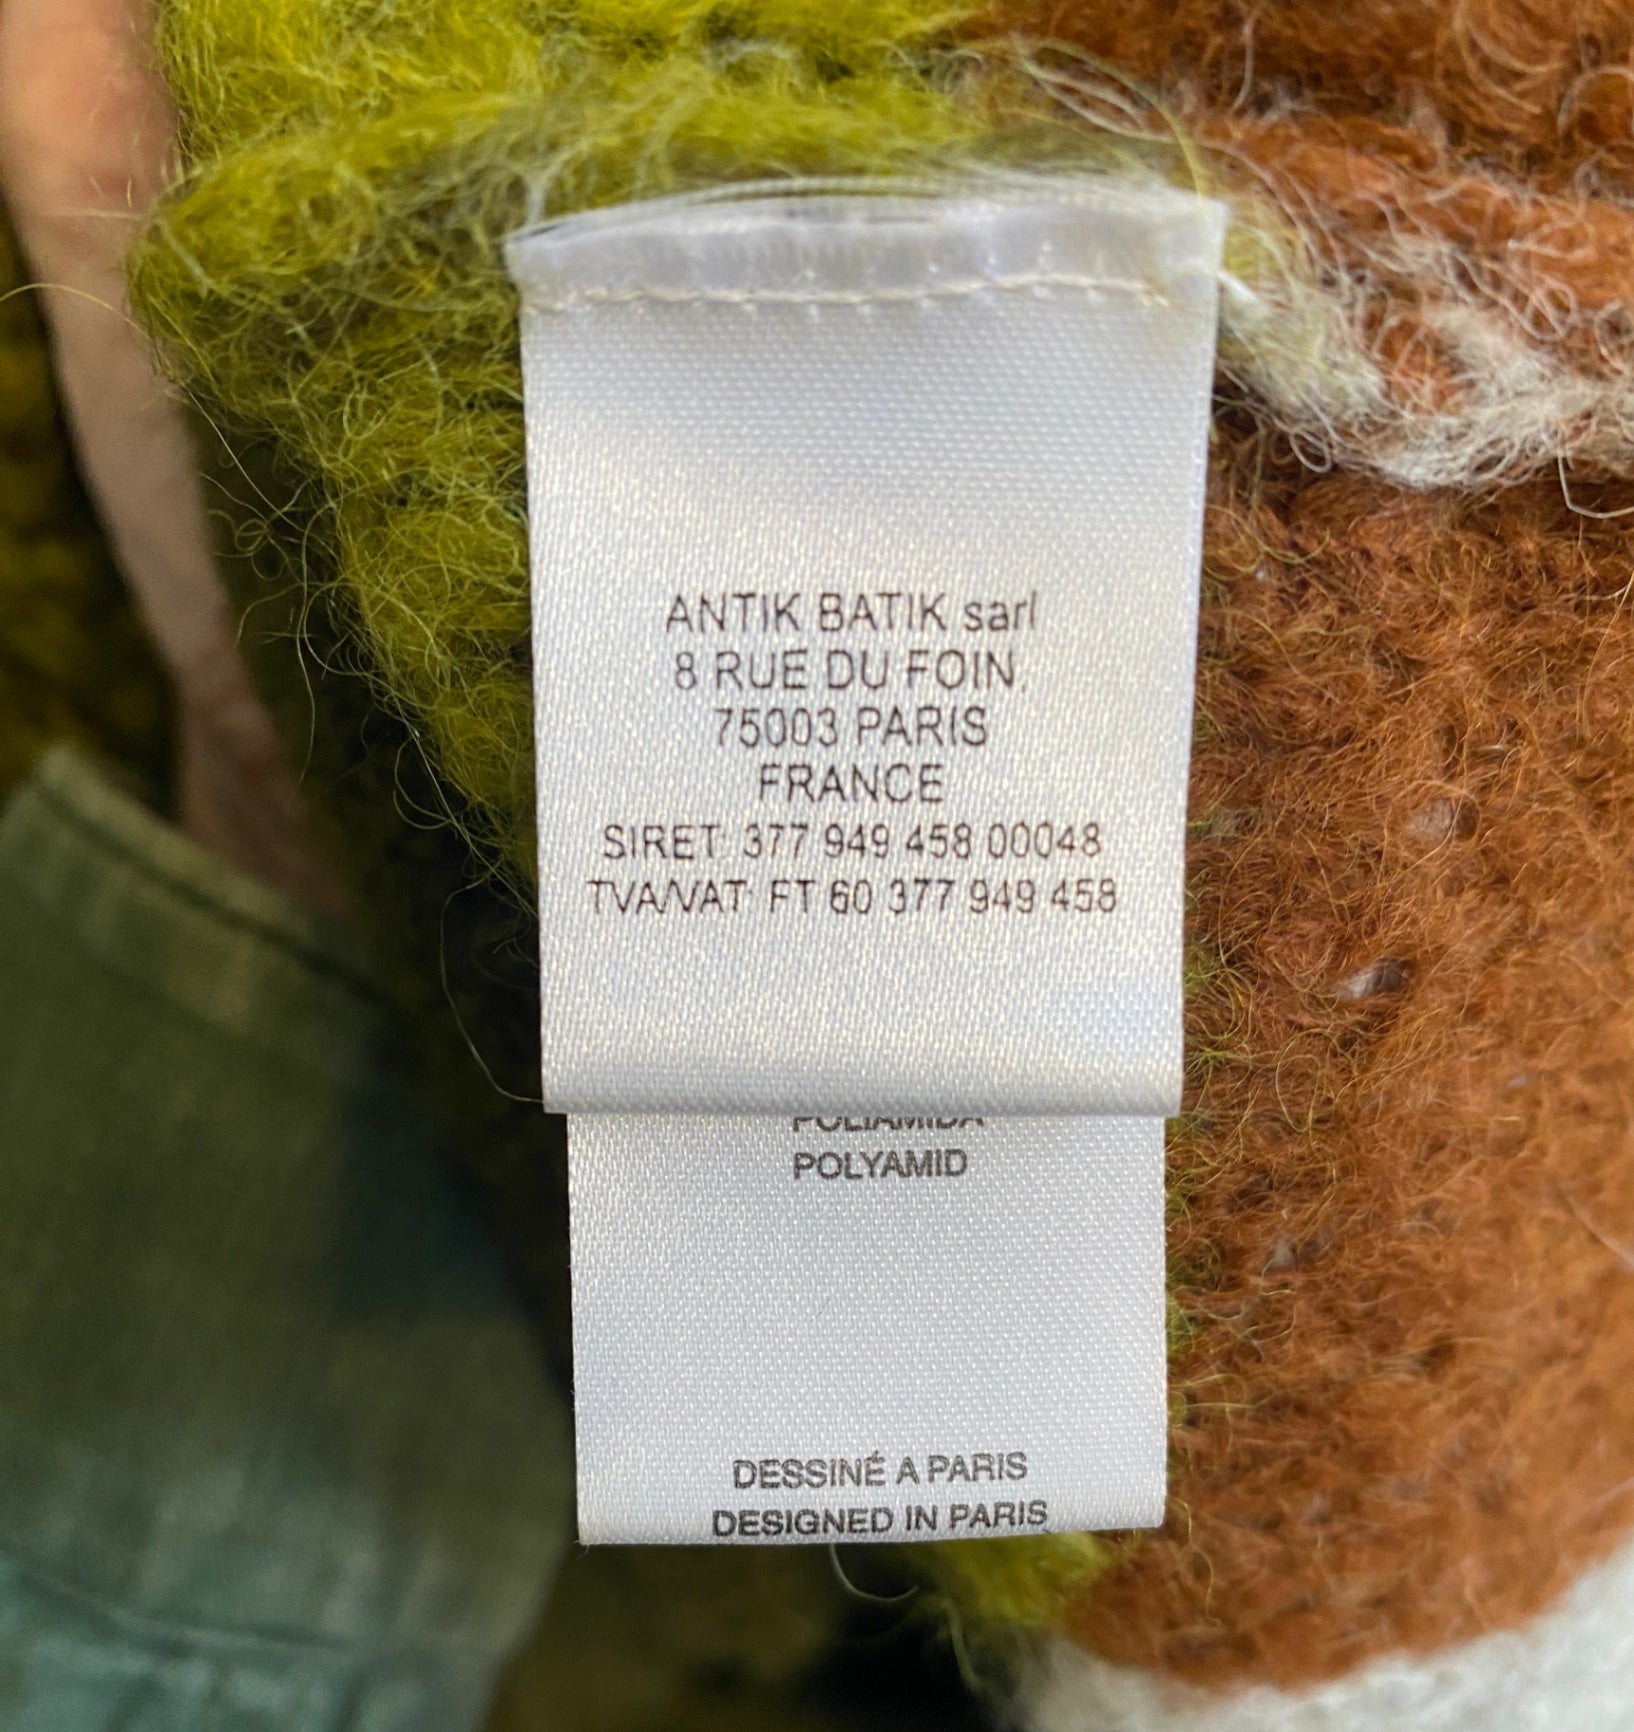 ANTIK BATIK sarl
8 RUE DU FOIN,
75003 PARIS
FRANCE
SIRET: 377 949 458 00048
TVA/VAT: FT 60 377 949 458
POLIAMIDA
POLYAMID
DESSINÉ A PARIS
DESIGNED IN PARIS